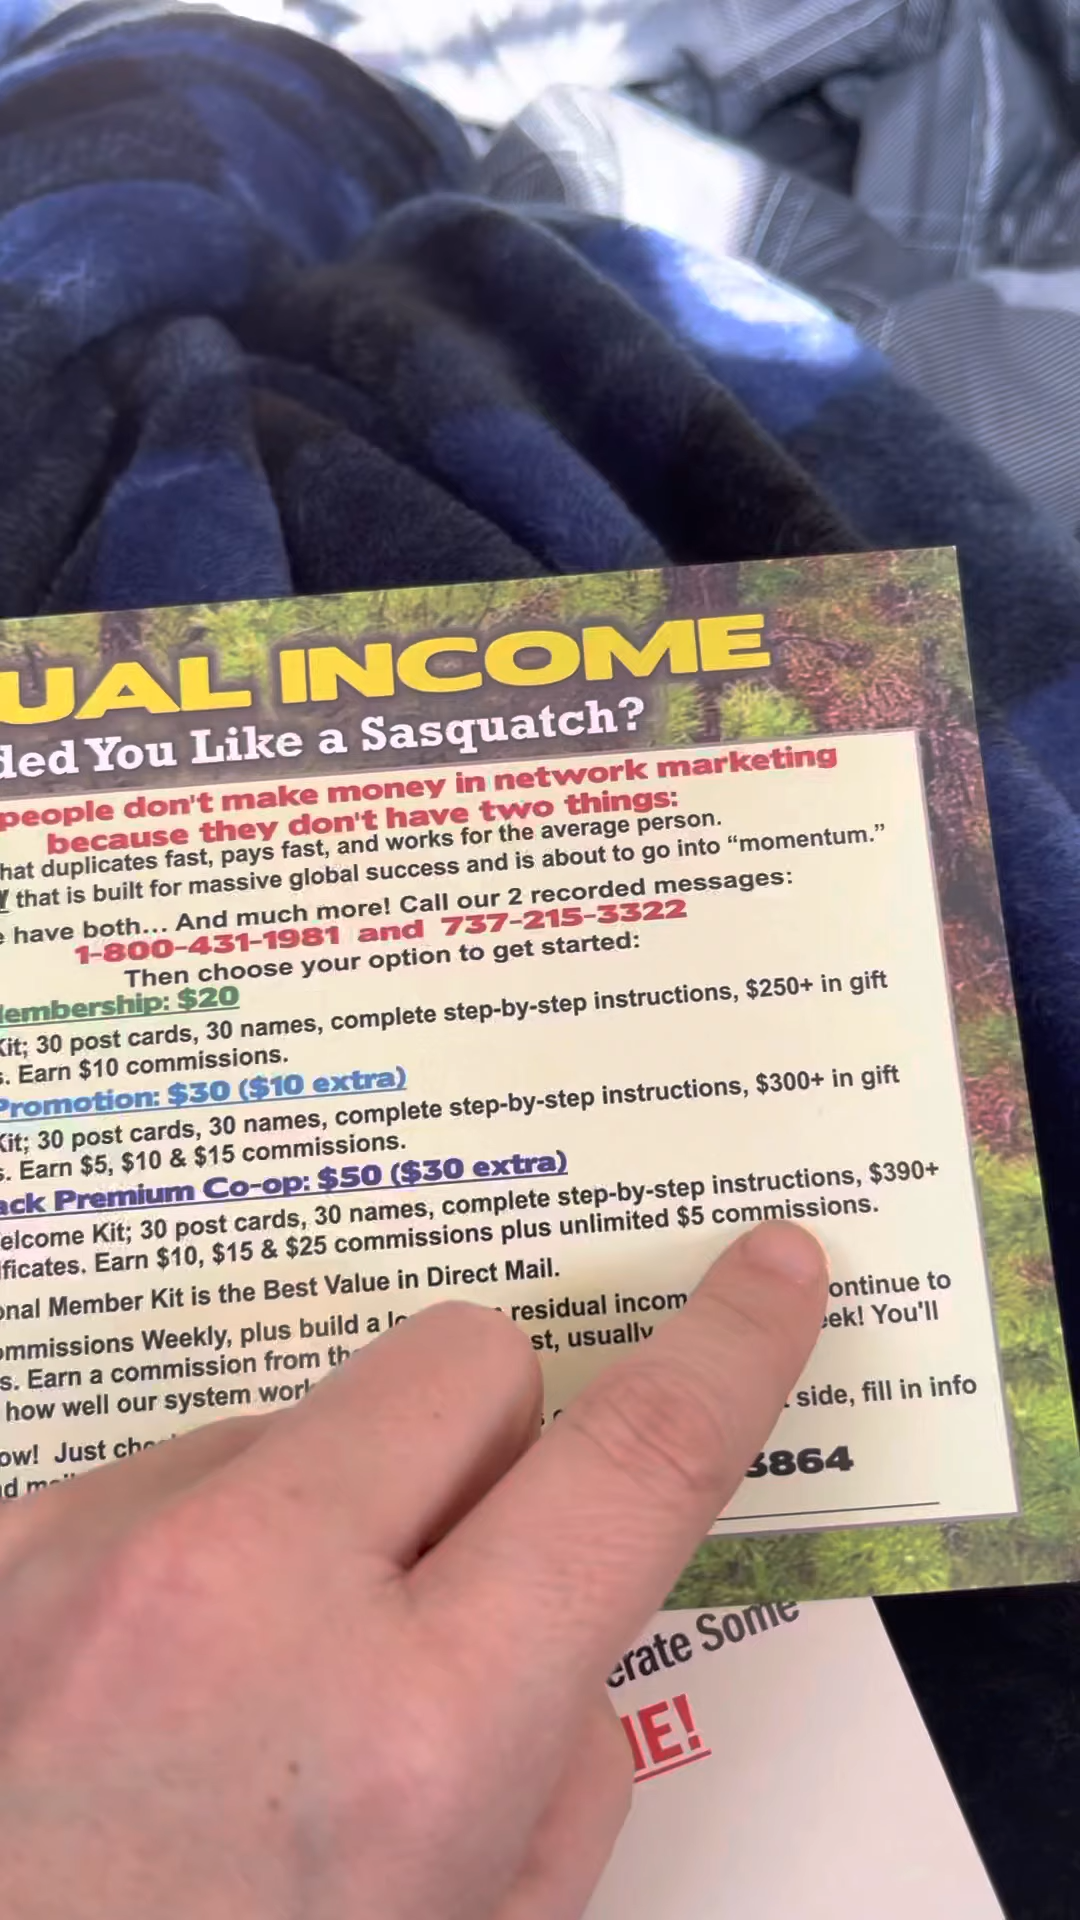 UAL INCOME
ded You Like a Sasquatch?
people don't make money in network marketing
because they don't have two things:
hat duplicates fast, pays fast, and works for the average person.
Y that is built for massive global success and is about to go into “momentum.”
e have both... And much more! Call our 2 recorded messages:
1-800-431-1981 and 737-215-3322
Then choose your option to get started:
embership: $20
Kit; 30 post cards, 30 names, complete step-by-step instructions, $250+ in gift
s. Earn $10 commissions.
Promotion: $30 ($10 extra)
Kit; 30 post cards, 30 names, complete step-by-step instructions, $300+ in gift
s. Earn $5, $10 & $15 commissions.
ack Premium Co-op: $50 ($30 extra)
elcome Kit; 30 post cards, 30 names, complete step-by-step instructions, $390+
ificates. Earn $10, $15 & $25 commissions plus unlimited $5 commissions.
onal Member Kit is the Best Value in Direct Mail.
ommissions Weekly, plus build a residual incom ontinue to
s. Earn a commission from th st, usually eek! You'll
how well our system work
ow! Just che side, fill in info
864
erate Some
IE!